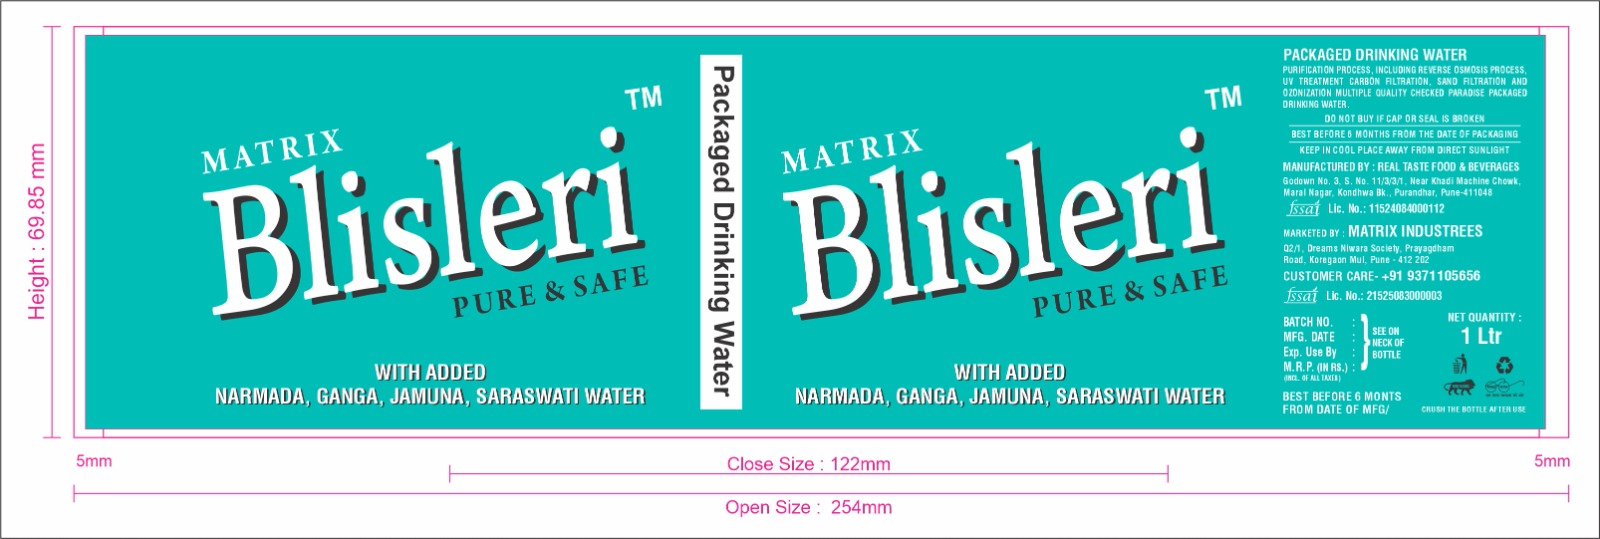 Height : 69.85 mm
MATRIX
Blisleri
TM
PURE & SAFE
WITH ADDED
NARMADA, GANGA, JAMUNA, SARASWATI WATER
Packaged Drinking Water
MATRIX
Blisleri
TM
PURE & SAFE
WITH ADDED
NARMADA, GANGA, JAMUNA, SARASWATI WATER
PACKAGED DRINKING WATER
PURIFICATION PROCESS, INCLUDING REVERSE OSMOSIS PROCESS,
UV TREATMENT CARBON FILTRATION, SAND FILTRATION AND
OZONIZATION MULTIPLE QUALITY CHECKED PARADISE PACKAGED
DRINKING WATER.
DO NOT BUY IF CAP OR SEAL IS BROKEN
BEST BEFORE 6 MONTHS FROM THE DATE OF PACKAGING
KEEP IN COOL PLACE AWAY FROM DIRECT SUNLIGHT
MANUFACTURED BY : REAL TASTE FOOD & BEVERAGES
Godown No. 3, S. No. 11/3/3/1, Near Khadi Machine Chowk,
Maral Nagar, Kondhwa Bk., Purandhar, Pune-411048
fssai Lic. No.: 11524084000112
MARKETED BY : MATRIX INDUSTREES
Q2/1, Dreams Niwara Society, Prayagdham
Road, Koregaon Mul, Pune - 412 202
CUSTOMER CARE- +91 9371105656
fssai Lic. No.: 21525083000003
BATCH NO. :
MFG. DATE :
Exp. Use By :
M.R.P. (IN RS.) :
(INCL. OF ALL TAXES)
SEE ON
NECK OF
BOTTLE
BEST BEFORE 6 MONTS
FROM DATE OF MFG/
NET QUANTITY :
1 Ltr
CRUSH THE BOTTLE AFTER USE
5mm
Close Size : 122mm
5mm
Open Size : 254mm